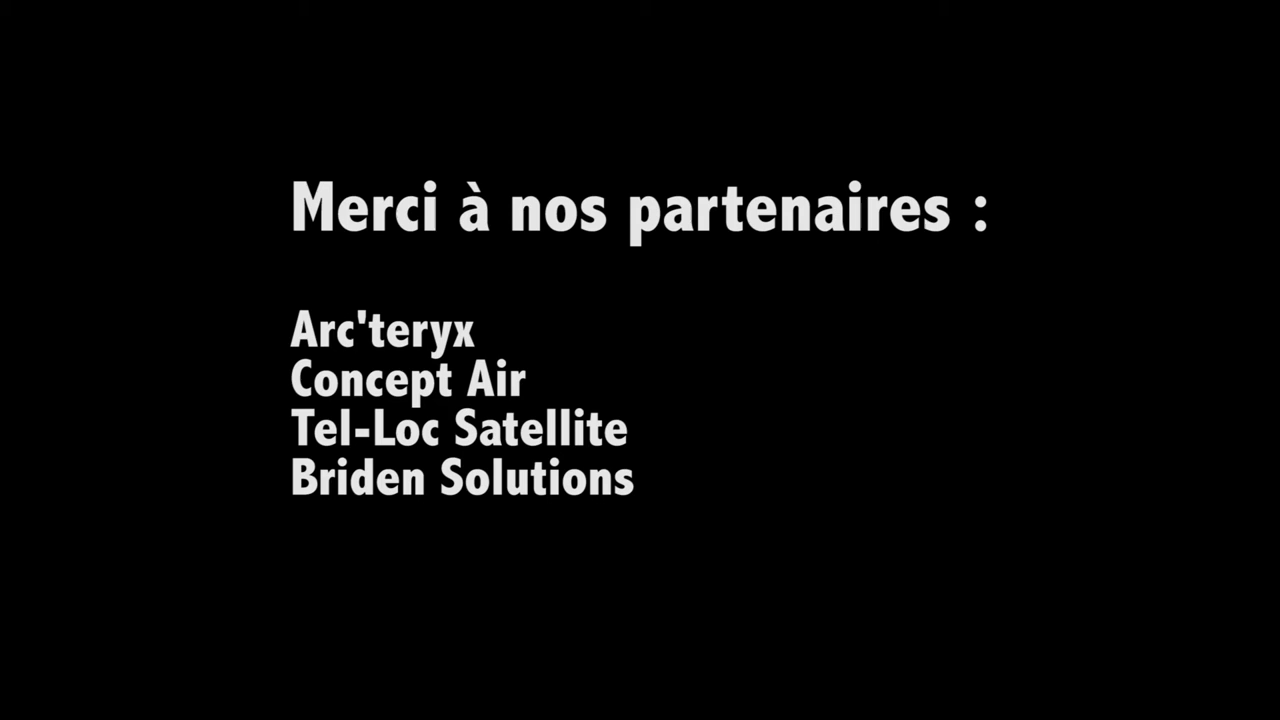 Merci à nos partenaires :
Arc'teryx
Concept Air
Tel-Loc Satellite
Briden Solutions